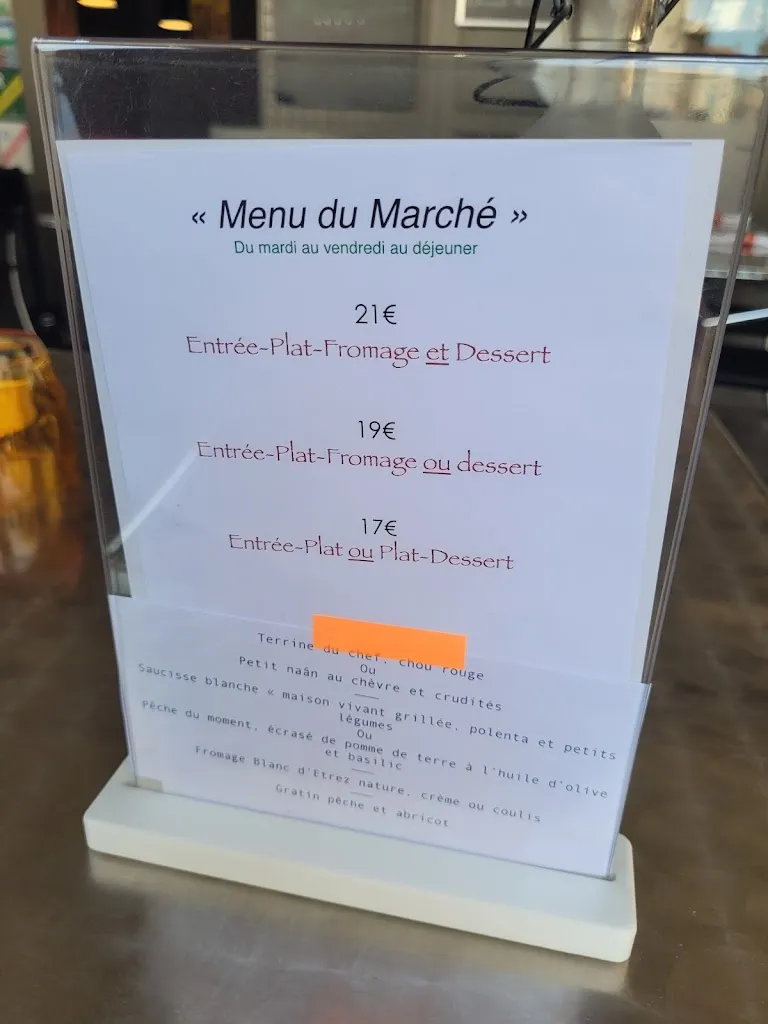 « Menu du Marché »
Du mardi au vendredi au déjeuner
21€
Entrée-Plat-Fromage et Dessert
19€
Entrée-Plat-Fromage ou dessert
17€
Entrée-Plat ou Plat-Dessert
Terrine du chef. Chou rouge
Ou
Petit naân au chèvre et crudités
Saucisse blanche « maison vivant grillée, polenta et petits
légumes
Ou
Pêche du moment, écrasé de pomme de terre à l'huile d'olive
et basilic
Fromage Blanc d'Etrez nature, crème ou coulis
Gratin pêche et abricot